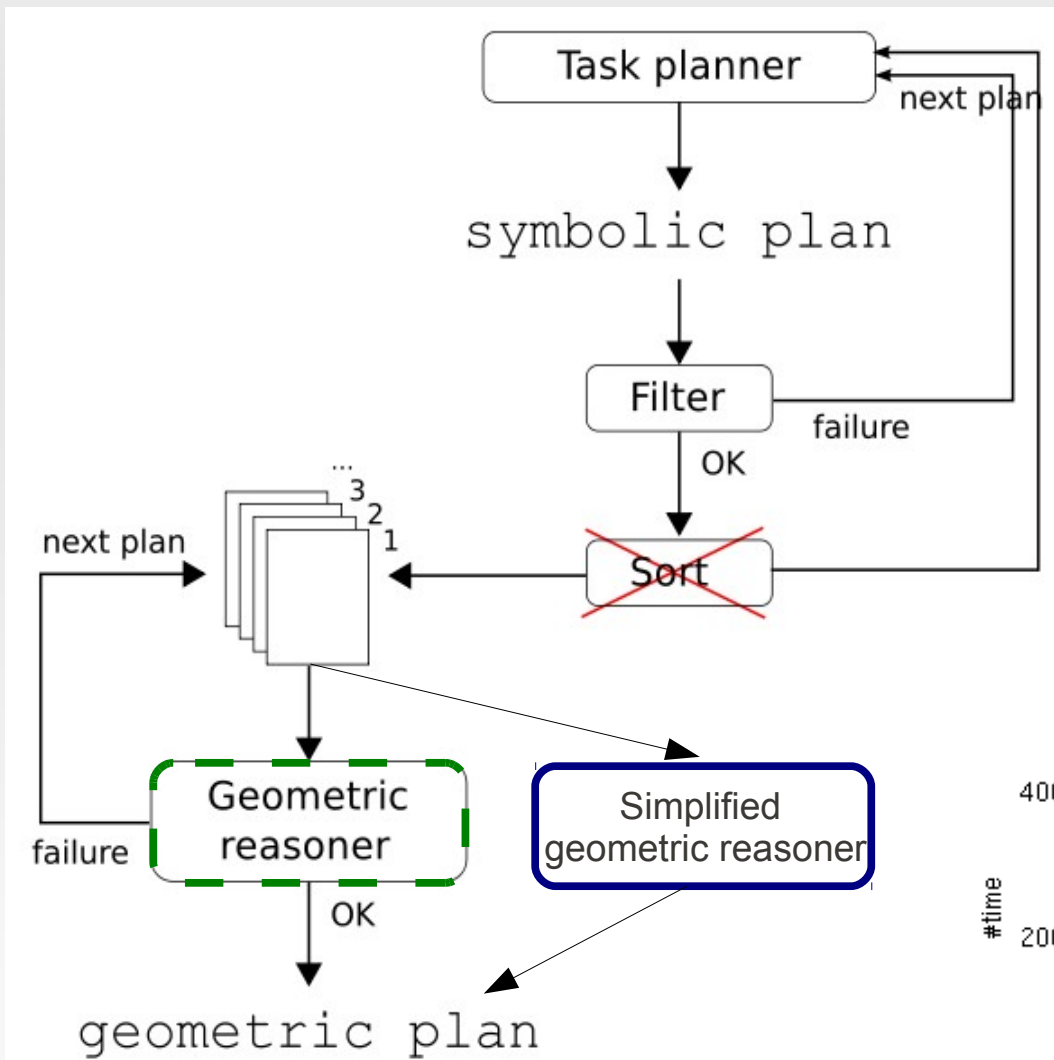 Task planner
next plan
symbolic plan
Filter
failure
OK
...
3
2
1
next plan
Sort
Geometric
reasoner
Simplified
geometric reasoner
failure
OK
geometric plan
#time